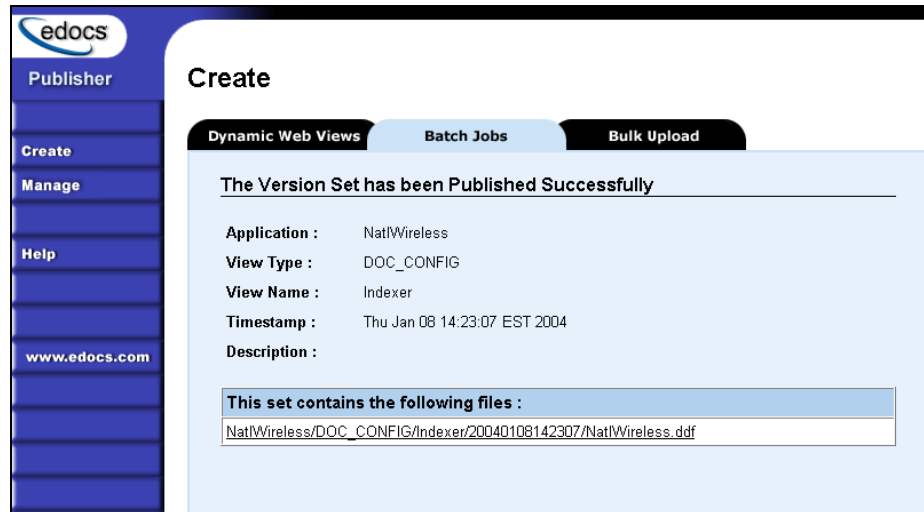 edocs
Publisher
Create
Manage
Help
www.edocs.com
Create
Dynamic Web Views
Batch Jobs
Bulk Upload
The Version Set has been Published Successfully
Application : NatlWireless
View Type : DOC_CONFIG
View Name : Indexer
Timestamp : Thu Jan 08 14:23:07 EST 2004
Description :
This set contains the following files :
NatlWireless/DOC_CONFIG/Indexer/20040108142307/NatlWireless.ddf